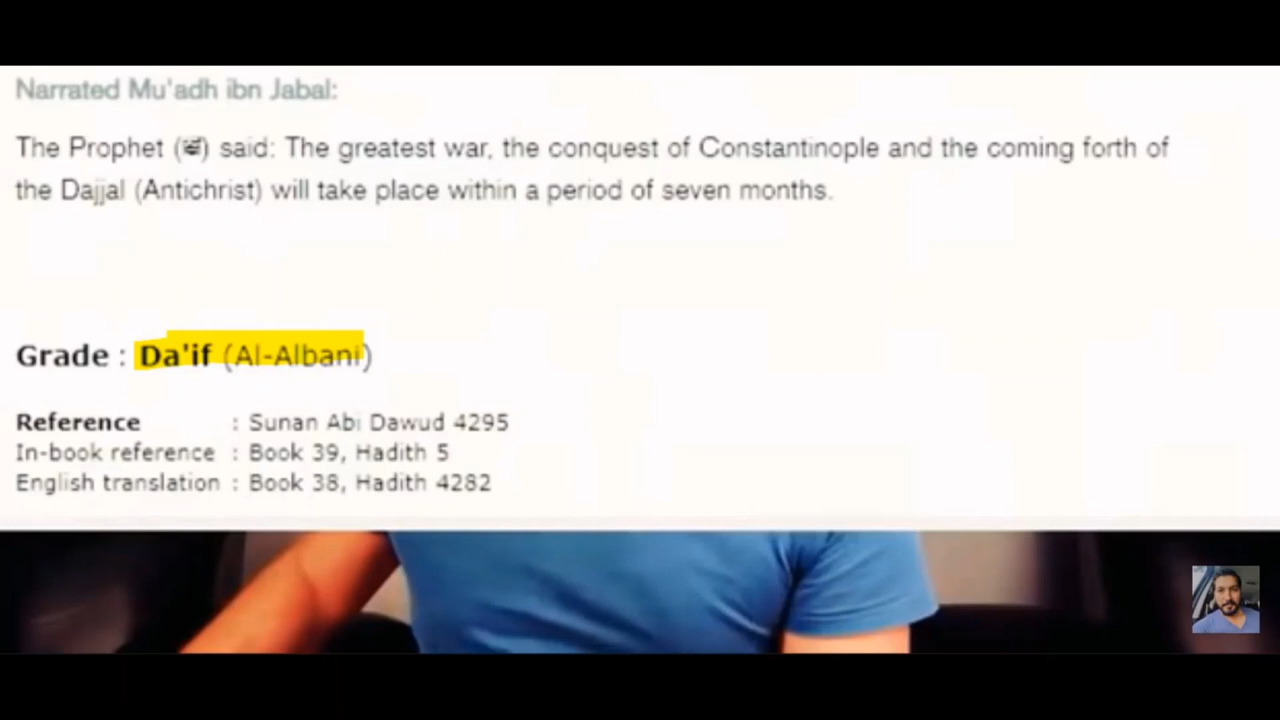 Narrated Mu'adh ibn Jabal:
The Prophet (ﷺ) said: The greatest war, the conquest of Constantinople and the coming forth of
the Dajjal (Antichrist) will take place within a period of seven months.
Grade : Da'if (Al-Albani)
Reference : Sunan Abi Dawud 4295
In-book reference : Book 39, Hadith 5
English translation : Book 38, Hadith 4282